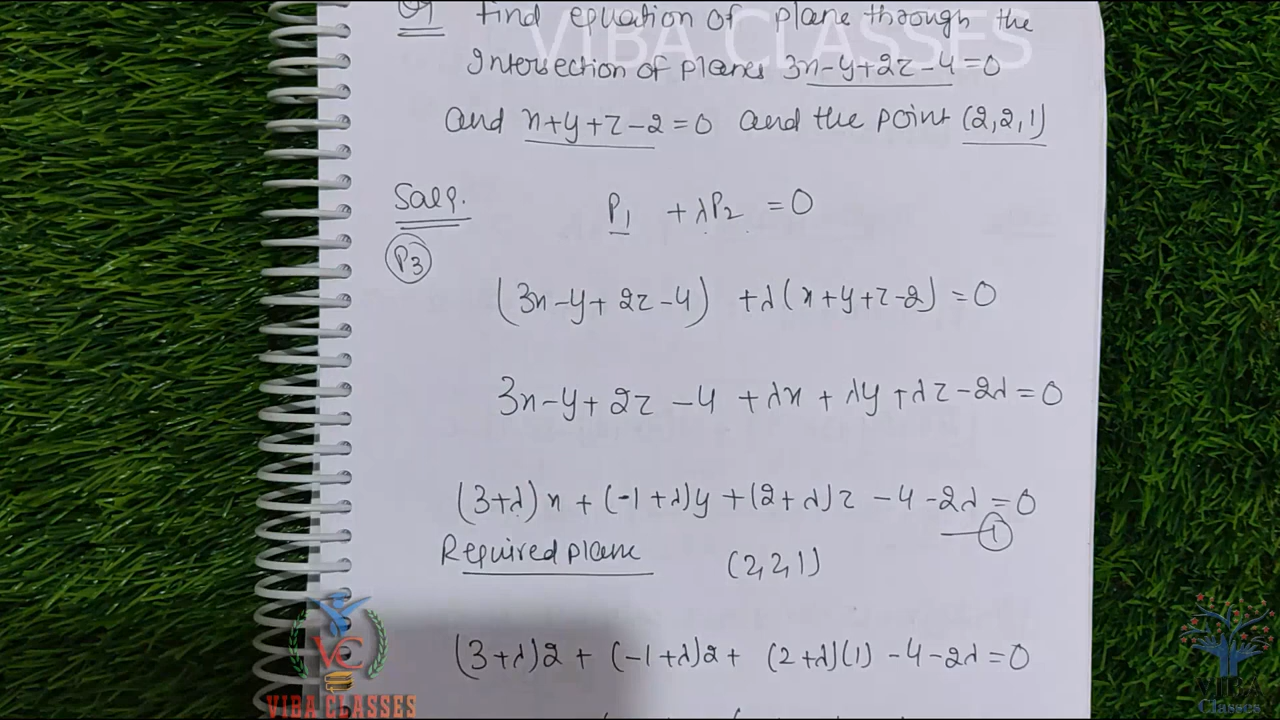 Q Find equation of plane through the
Intersection of planes 3x-y+2z-4=0
and x+y+z-2=0 and the point (2,2,1)
VIBA CLASSES
Solⁿ.
P1 + λP2 = 0
P3
(3x-y+2z-4) + λ(x+y+z-2) = 0
3x-y+2z-4 + λx + λy + λz-2λ = 0
(3+λ)x + (-1+λ)y + (2+λ)z -4-2λ = 0
1
Required plane (2,2,1)
(3+λ)2 + (-1+λ)2 + (2+λ)(1) -4-2λ = 0
VC
VIBA CLASSES
VIBA
Classes